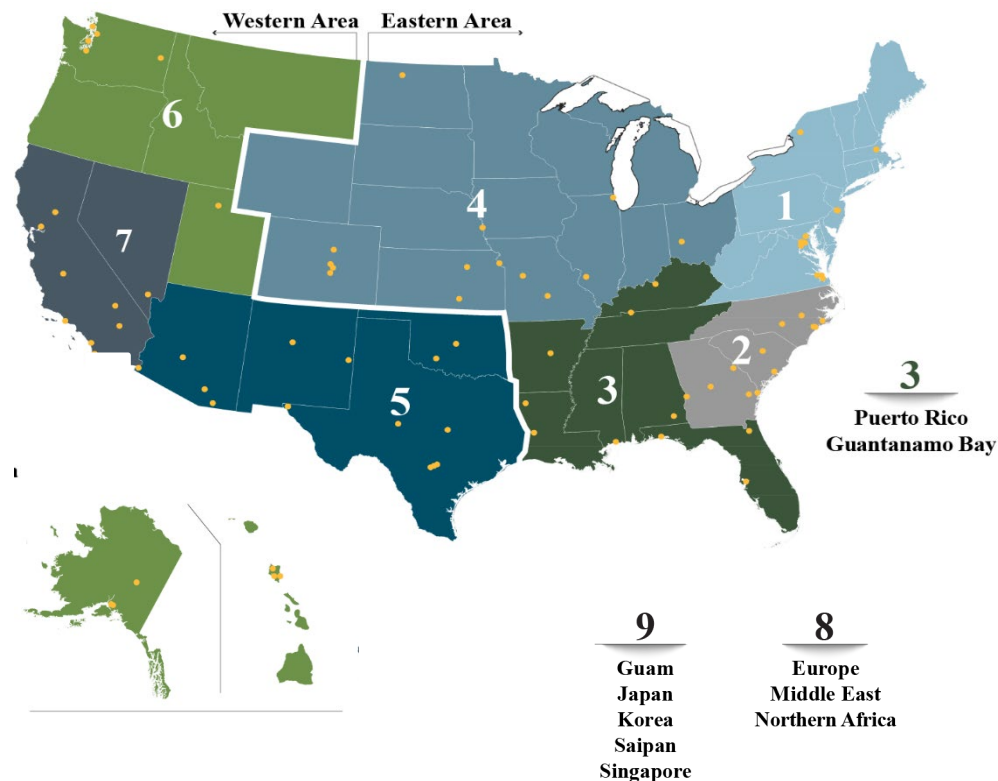 Western Area Eastern Area
6
4
1
7
2
3
5
3
Puerto Rico
Guantanamo Bay
a
9
Guam
Japan
Korea
Saipan
Singapore
8
Europe
Middle East
Northern Africa